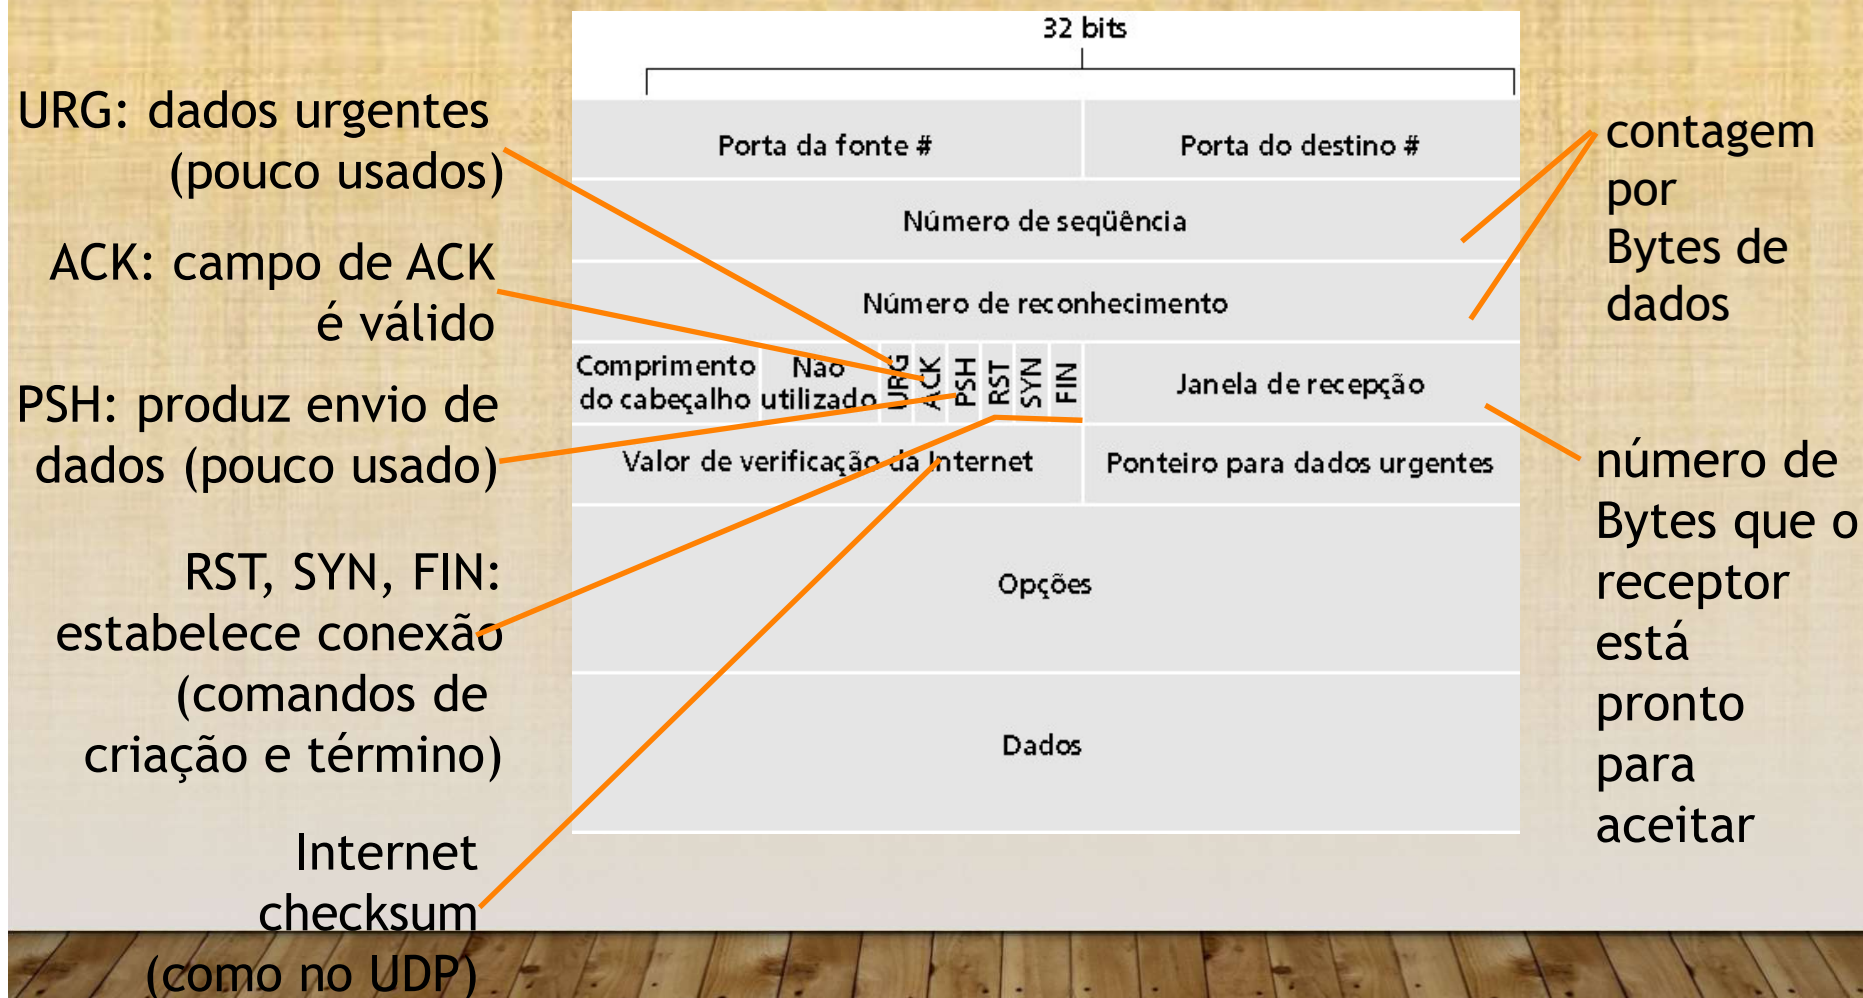 32 bits
URG: dados urgentes
(pouco usados)
ACK: campo de ACK
é válido
PSH: produz envio de
dados (pouco usado)
RST, SYN, FIN:
estabelece conexão
(comandos de
criação e término)
Internet
checksum
(como no UDP)
Porta da fonte #
Porta do destino #
Número de seqüência
Número de reconhecimento
Comprimento
do cabeçalho
Não
utilizado
URG
ACK
PSH
RST
SYN
FIN
Janela de recepção
Valor de verificação da Internet
Ponteiro para dados urgentes
Opções
Dados
contagem
por
Bytes de
dados
número de
Bytes que o
receptor
está
pronto
para
aceitar